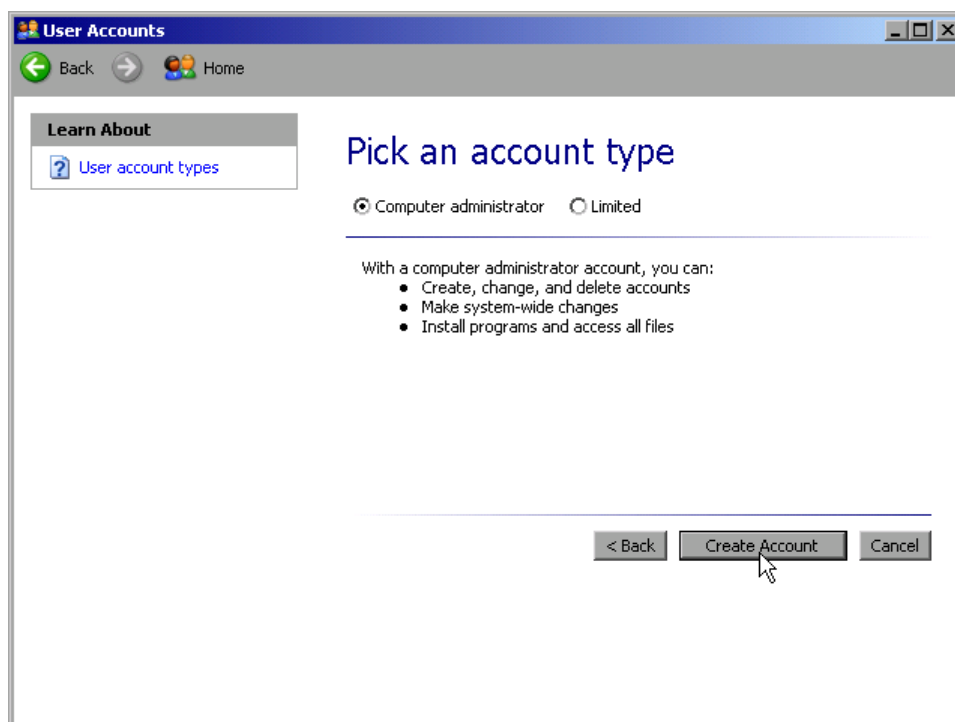 User Accounts
Back Home
Learn About
User account types
Pick an account type
Computer administrator Limited
With a computer administrator account, you can:
• Create, change, and delete accounts
• Make system-wide changes
• Install programs and access all files
< Back Create Account Cancel